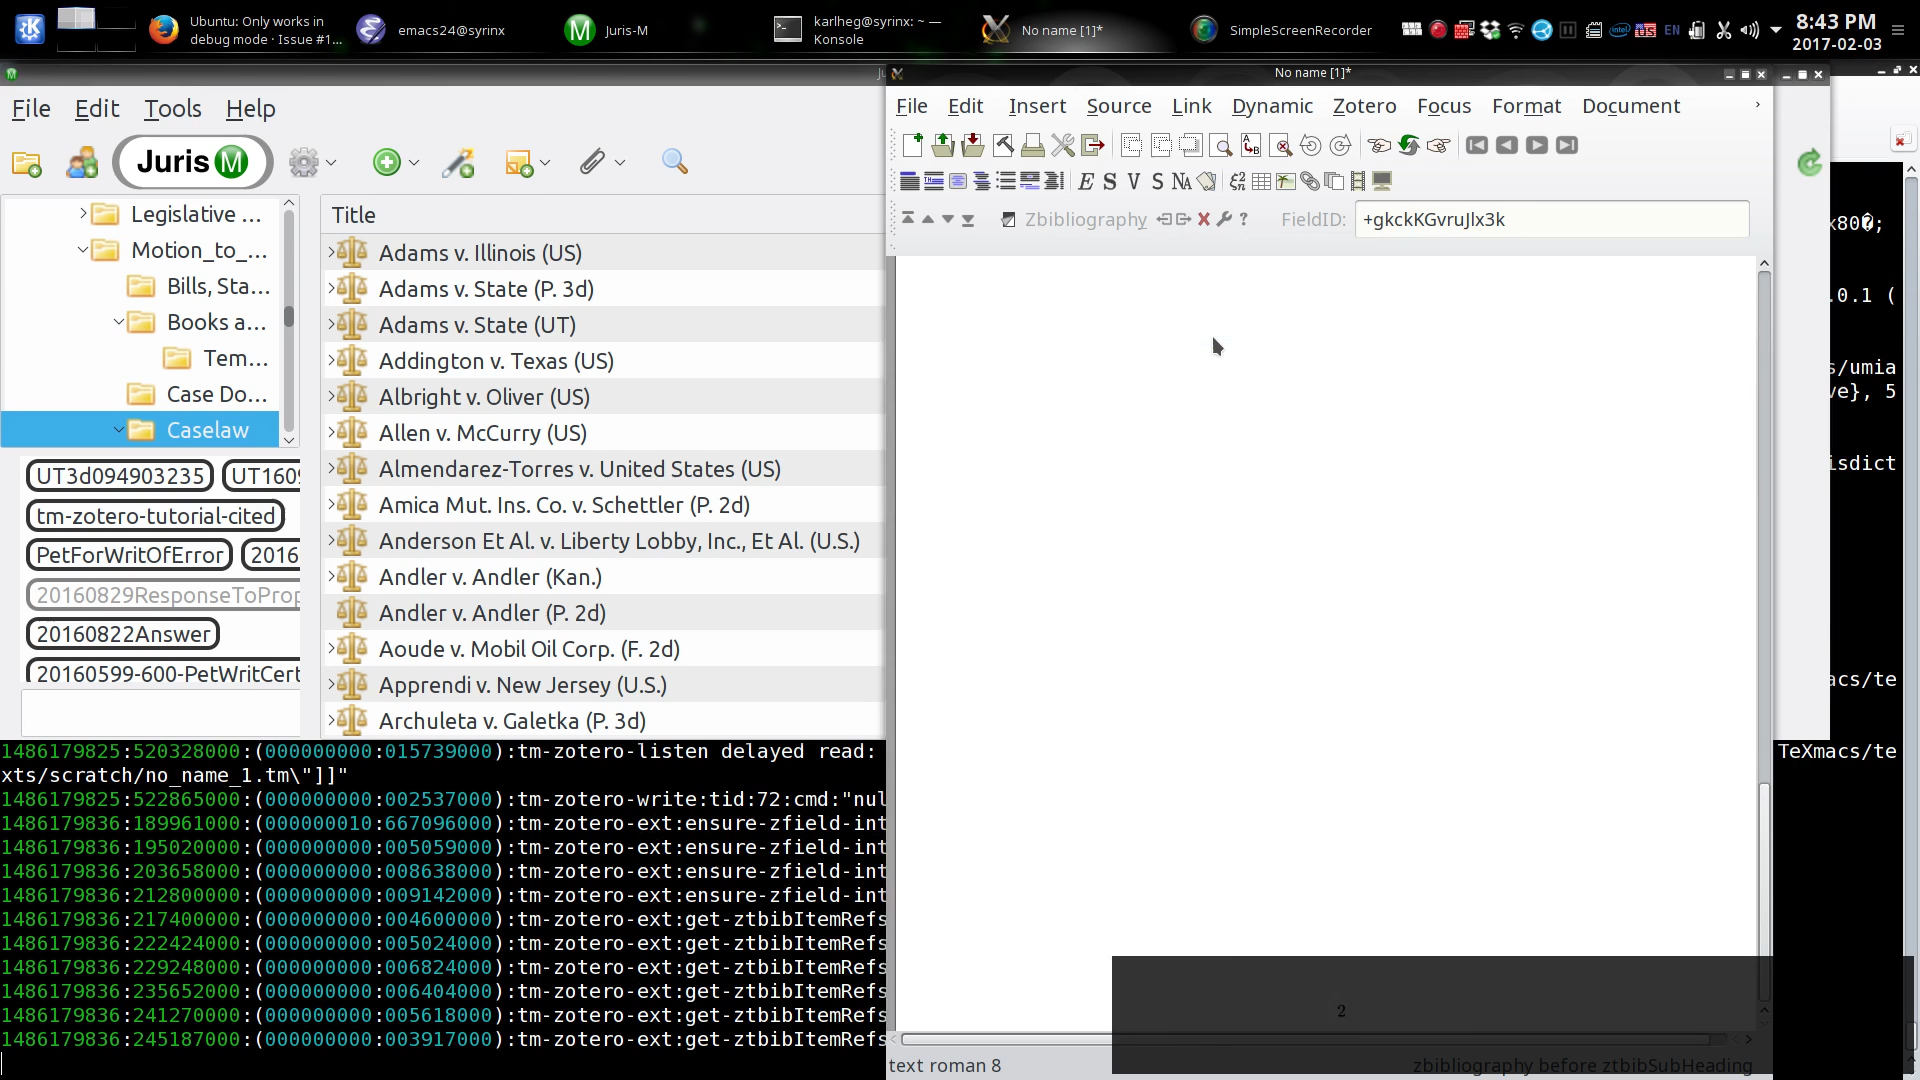 Ubuntu: Only works in
debug mode · Issue #1...
emacs24@syrinx
Juris-M
karlheg@syrinx: ~ —
Konsole
No name [1]*
SimpleScreenRecorder
EN
8:43 PM
2017-02-03
No name [1]*
File Edit Tools Help
Juris M
Legislative ...
Motion_to_...
Bills, Sta...
Books a...
Tem...
Case Do...
Caselaw
UT3d094903235
UT1609
tm-zotero-tutorial-cited
PetForWritOfError
2016
20160829ResponseToProp
20160822Answer
20160599-600-PetWritCert
Title
Adams v. Illinois (US)
Adams v. State (P. 3d)
Adams v. State (UT)
Addington v. Texas (US)
Albright v. Oliver (US)
Allen v. McCurry (US)
Almendarez-Torres v. United States (US)
Amica Mut. Ins. Co. v. Schettler (P. 2d)
Anderson Et Al. v. Liberty Lobby, Inc., Et Al. (U.S.)
Andler v. Andler (Kan.)
Andler v. Andler (P. 2d)
Aoude v. Mobil Oil Corp. (F. 2d)
Apprendi v. New Jersey (U.S.)
Archuleta v. Galetka (P. 3d)
File Edit Insert Source Link Dynamic Zotero Focus Format Document
Zbibliography
FieldID: +gkckKGvruJlx3k
2
text roman 8
zbibliography before ztbibSubHeading
x80�;
.0.1 (
s/umia
ve}, 5
isdict
acs/te
TeXmacs/te
1486179825:520328000:(000000000:015739000):tm-zotero-listen delayed read:
xts/scratch/no_name_1.tm\"]]"
1486179825:522865000:(000000000:002537000):tm-zotero-write:tid:72:cmd:"nul
1486179836:189961000:(000000010:667096000):tm-zotero-ext:ensure-zfield-int
1486179836:195020000:(000000000:005059000):tm-zotero-ext:ensure-zfield-int
1486179836:203658000:(000000000:008638000):tm-zotero-ext:ensure-zfield-int
1486179836:212800000:(000000000:009142000):tm-zotero-ext:ensure-zfield-int
1486179836:217400000:(000000000:004600000):tm-zotero-ext:get-ztbibItemRefs
1486179836:222424000:(000000000:005024000):tm-zotero-ext:get-ztbibItemRefs
1486179836:229248000:(000000000:006824000):tm-zotero-ext:get-ztbibItemRefs
1486179836:235652000:(000000000:006404000):tm-zotero-ext:get-ztbibItemRefs
1486179836:241270000:(000000000:005618000):tm-zotero-ext:get-ztbibItemRefs
1486179836:245187000:(000000000:003917000):tm-zotero-ext:get-ztbibItemRefs